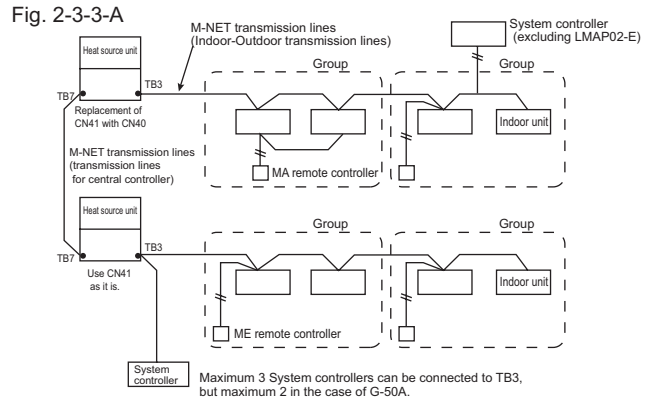 Fig. 2-3-3-A
M-NET transmission lines
(Indoor-Outdoor transmission lines)
System controller
(excluding LMAP02-E)
Heat source unit
Group
Group
TB3
TB7
Replacement of
CN41 with CN40
Indoor unit
M-NET transmission lines
(transmission lines
for central controller)
MA remote controller
Heat source unit
Group
Group
TB3
TB7
Use CN41
as it is.
Indoor unit
ME remote controller
System
controller
Maximum 3 System controllers can be connected to TB3,
but maximum 2 in the case of G-50A.